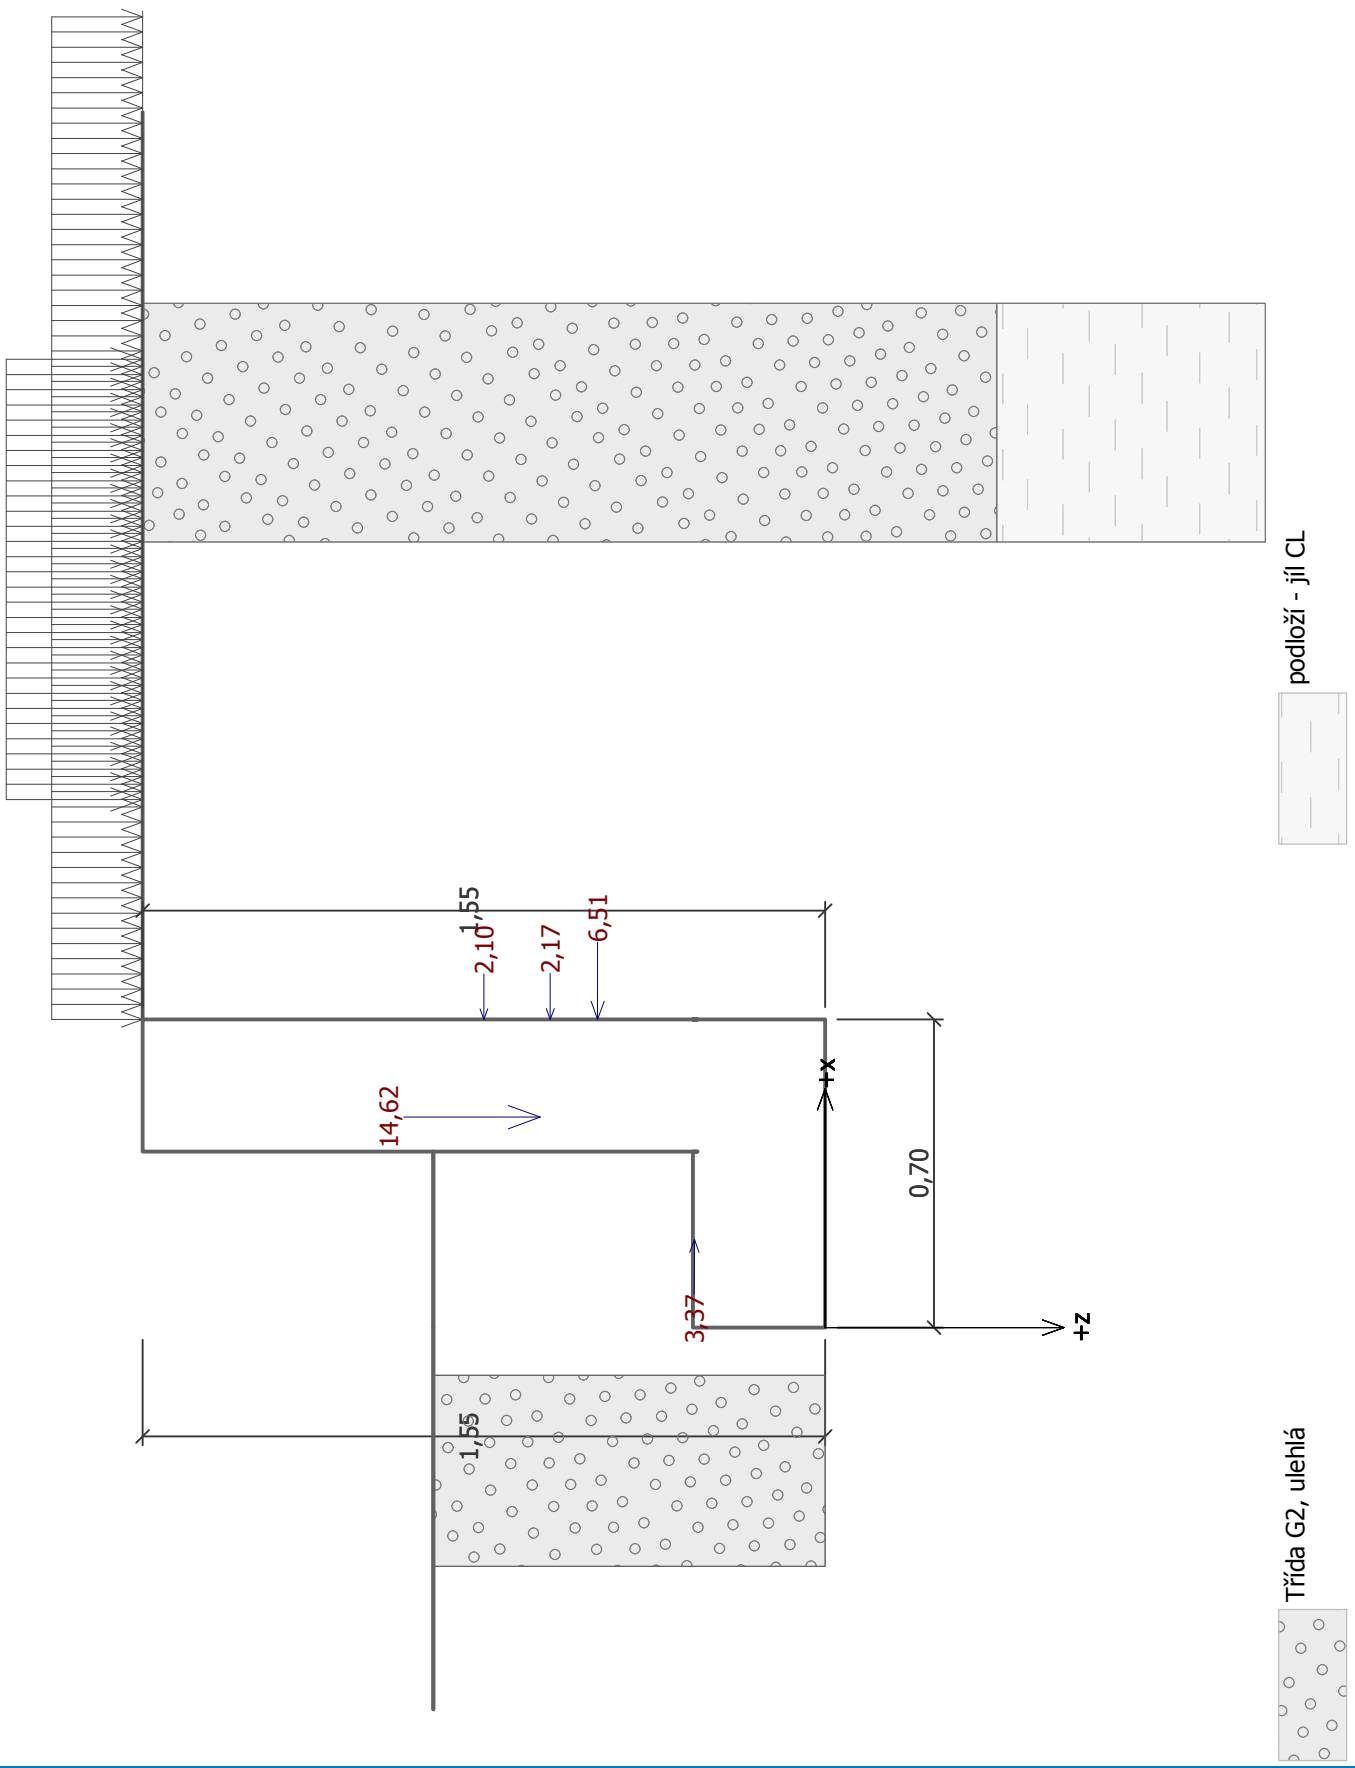 1,55
2,10
2,17
6,51
14,62
+x
0,70
3,37
+z
1,55
Třída G2, ulehlá
podloží - jíl CL